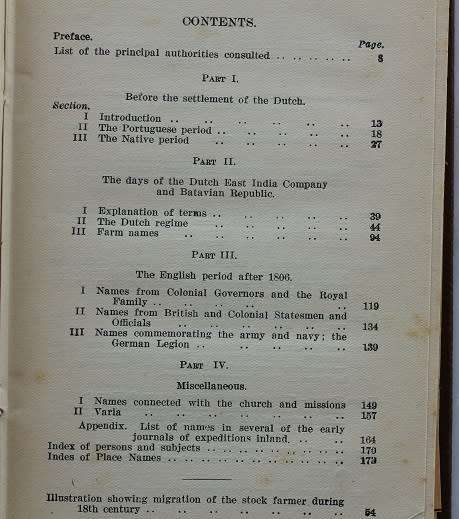 CONTENTS.
Preface.
Page.
List of the principal authorities consulted .. .. .. .. .. 8
PART I.
Before the settlement of the Dutch.
Section.
I Introduction .. .. .. .. .. .. 13
II The Portuguese period .. .. .. .. .. 18
III The Native period .. .. .. .. .. 27
PART II.
The days of the Dutch East India Company
and Batavian Republic.
I Explanation of terms .. .. .. .. .. 39
II The Dutch regime .. .. .. .. .. 44
III Farm names .. .. .. .. .. .. 94
PART III.
The English period after 1806.
I Names from Colonial Governors and the Royal
Family .. .. .. .. .. .. 119
II Names from British and Colonial Statesmen and
Officials .. .. .. .. .. .. 134
III Names commemorating the army and navy; the
German Legion .. .. .. .. .. 139
PART IV.
Miscellaneous.
I Names connected with the church and missions 149
II Varia .. .. .. .. .. .. .. 157
Appendix. List of names in several of the early
journals of expeditions inland. .. .. 164
Index of persons and subjects .. .. .. .. .. .. .. 170
Indes of Place Names .. .. .. .. .. .. .. .. 173
Illustration showing migration of the stock farmer during
18th century .. .. .. .. .. .. .. 54